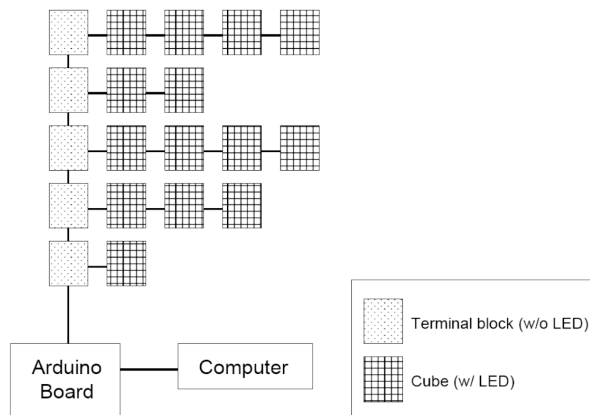 Arduino
Board
Computer
Terminal block (w/o LED)
Cube (w/ LED)